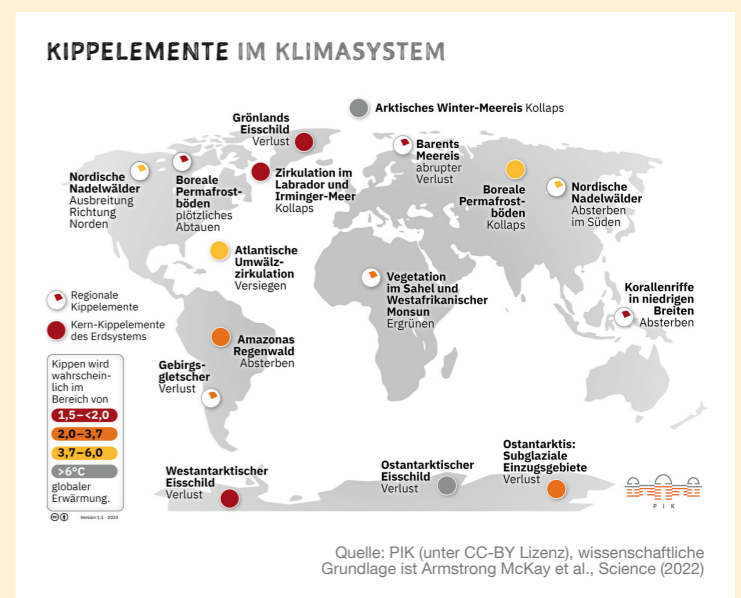 KIPPELEMENTE IM KLIMASYSTEM
Arktisches Winter-Meereis Kollaps
Grönlands
Eisschild
Verlust
Barents
Meereis
abrupter
Verlust
Nordische
Nadelwälder
Ausbreitung
Richtung
Norden
Boreale
Permafrost-
böden
plötzliches
Abtauen
Zirkulation im
Labrador und
Irminger-Meer
Kollaps
Boreale
Permafrost-
böden
Kollaps
Nordische
Nadelwälder
Absterben
im Süden
Atlantische
Umwälz-
zirkulation
Versiegen
Vegetation
im Sahel und
Westafrikanischer
Monsun
Ergrünen
Korallenriffe
in niedrigen
Breiten
Absterben
Regionale
Kippelemente
Kern-Kippelemente
des Erdsystems
Amazonas
Regenwald
Absterben
Gebirgs-
gletscher
Verlust
Kippen wird
wahrschein-
lich im
Bereich von
1,5–<2,0
2,0–3,7
3,7–6,0
>6°C
globaler
Erwärmung.
Westantarktischer
Eisschild
Verlust
Ostantarktischer
Eisschild
Verlust
Ostantarktis:
Subglaziale
Einzugsgebiete
Verlust
PIK
Version 1.1 - 2023
Quelle: PIK (unter CC-BY Lizenz), wissenschaftliche
Grundlage ist Armstrong McKay et al., Science (2022)